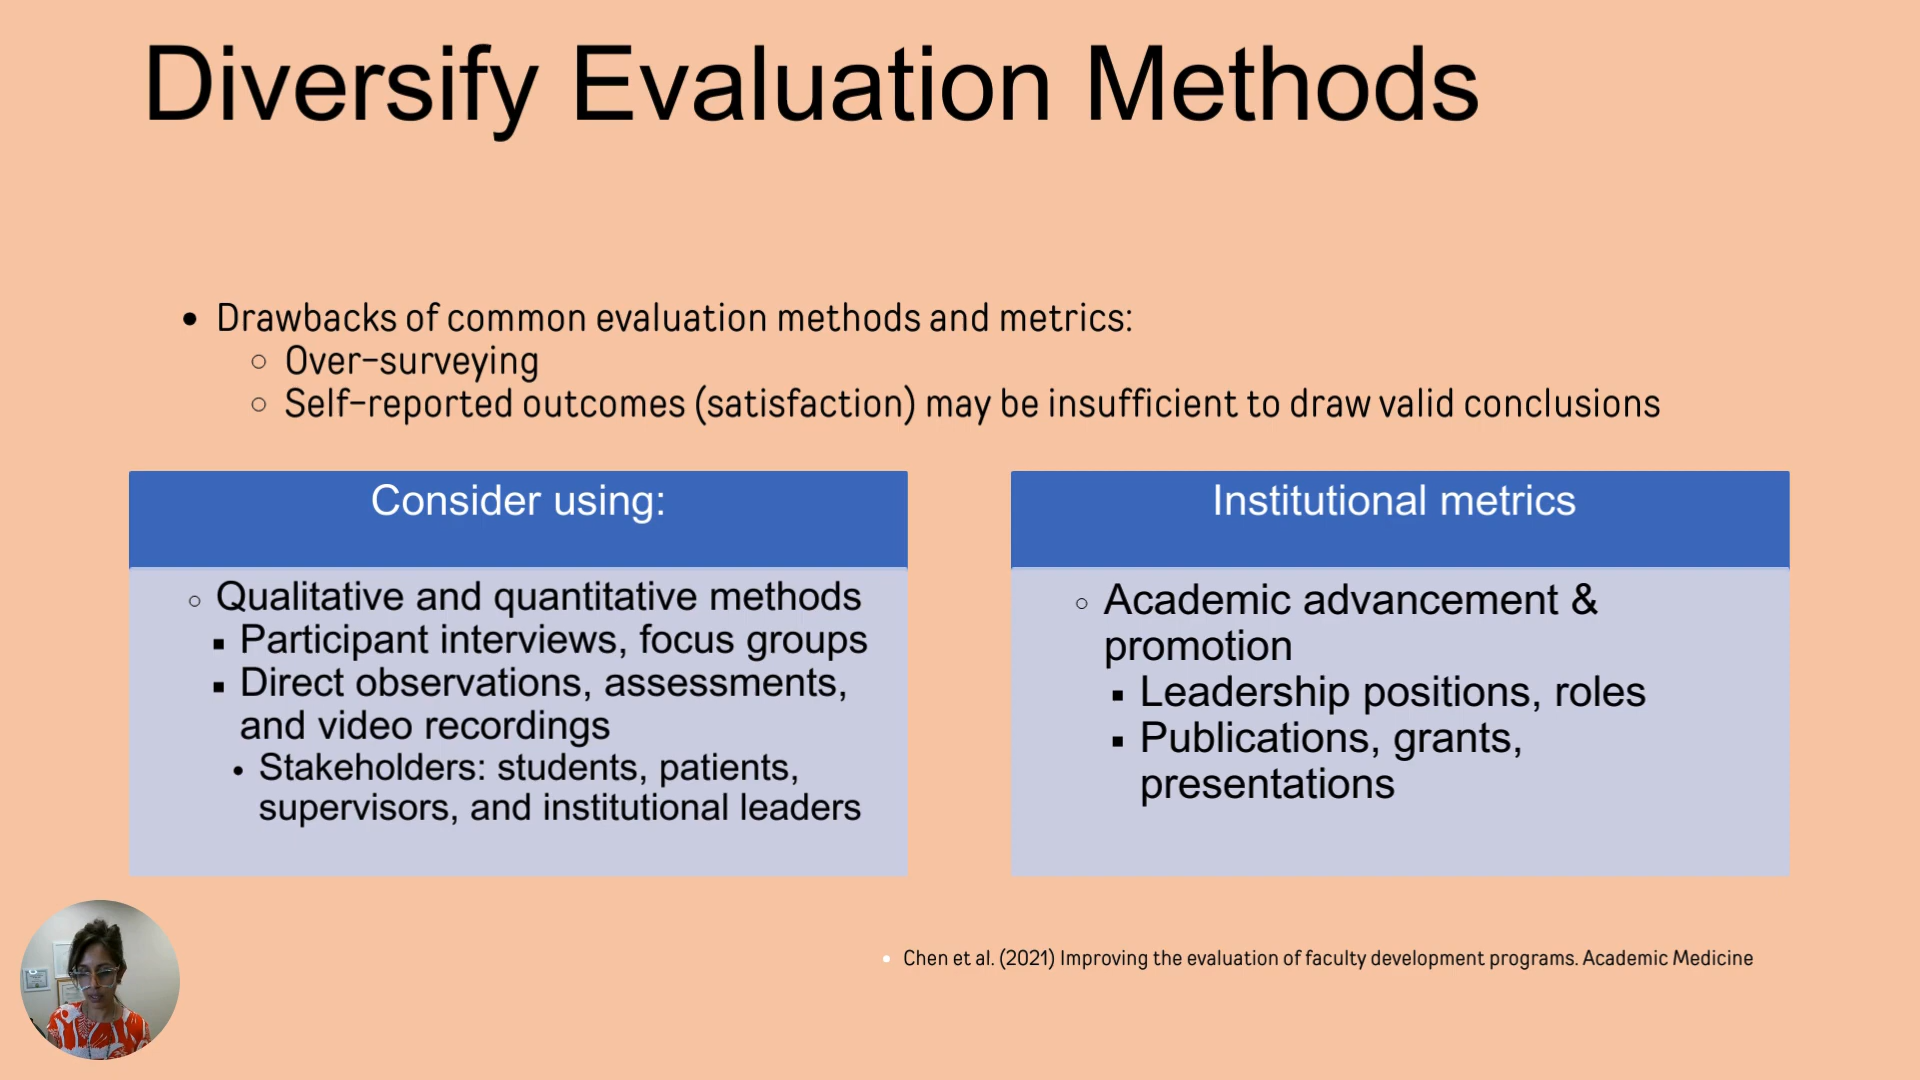 Diversify Evaluation Methods
• Drawbacks of common evaluation methods and metrics:
○ Over-surveying
○ Self-reported outcomes (satisfaction) may be insufficient to draw valid conclusions
Consider using:
○ Qualitative and quantitative methods
▪ Participant interviews, focus groups
▪ Direct observations, assessments,
and video recordings
• Stakeholders: students, patients,
supervisors, and institutional leaders
Institutional metrics
○ Academic advancement &
promotion
▪ Leadership positions, roles
▪ Publications, grants,
presentations
• Chen et al. (2021) Improving the evaluation of faculty development programs. Academic Medicine